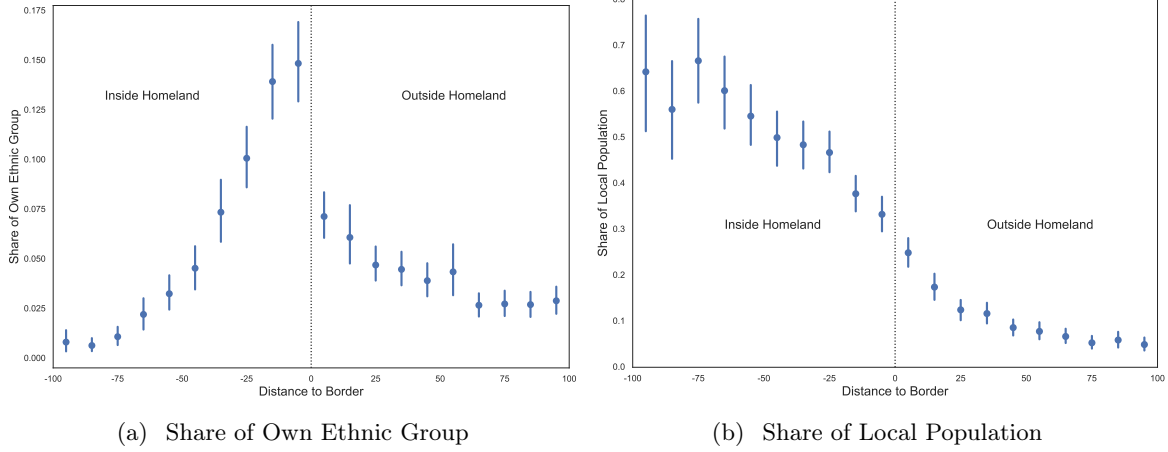 0.175
0.150
0.125
0.100
0.075
0.050
0.025
0.000
Share of Own Ethnic Group
Inside Homeland
Outside Homeland
-100 -75 -50 -25 0 25 50 75 100
Distance to Border
(a) Share of Own Ethnic Group
0.7
0.6
0.5
0.4
0.3
0.2
0.1
0.0
Share of Local Population
Inside Homeland
Outside Homeland
-100 -75 -50 -25 0 25 50 75 100
Distance to Border
(b) Share of Local Population